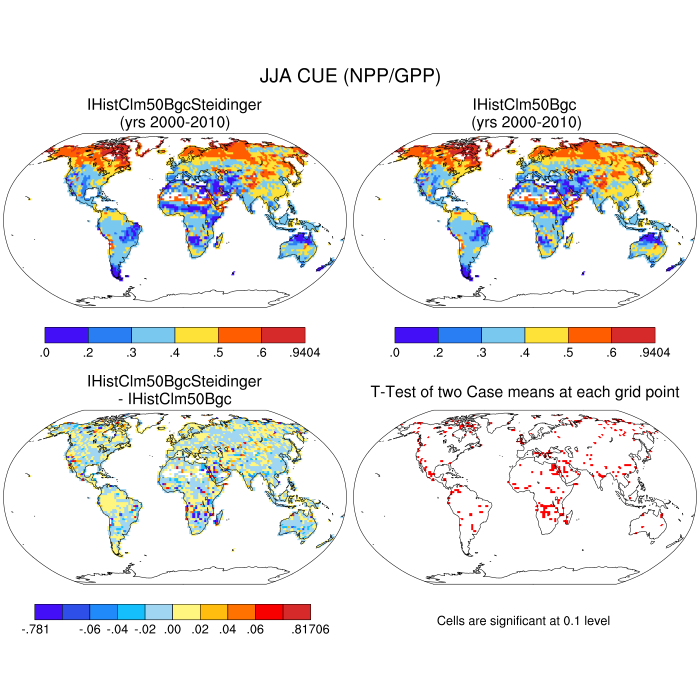 JJA CUE (NPP/GPP)
IHistClm50BgcSteidinger
(yrs 2000-2010)
IHistClm50Bgc
(yrs 2000-2010)
.0 .2 .3 .4 .5 .6 .9404
.0 .2 .3 .4 .5 .6 .9404
IHistClm50BgcSteidinger
- IHistClm50Bgc
T-Test of two Case means at each grid point
-.781 -.06 -.04 -.02 .00 .02 .04 .06 .81706
Cells are significant at 0.1 level